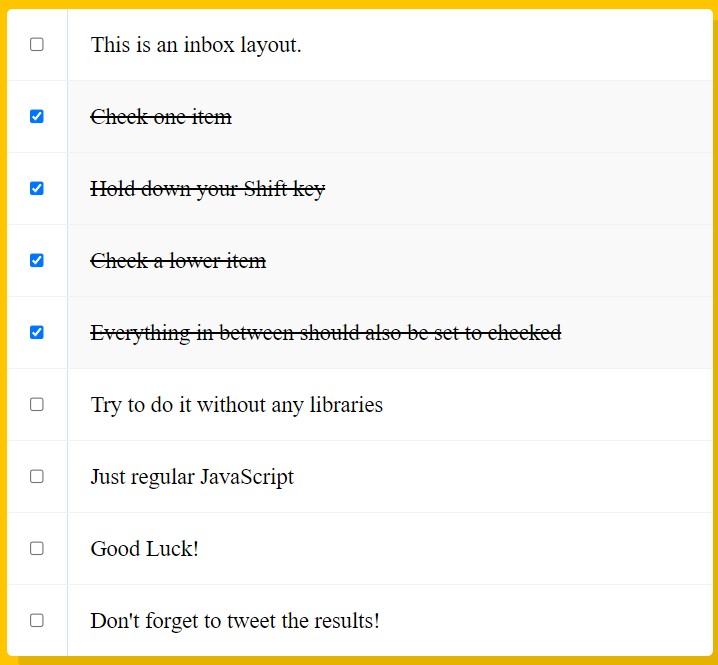 This is an inbox layout.
Check one item
Hold down your Shift key
Check a lower item
Everything in between should also be set to checked
Try to do it without any libraries
Just regular JavaScript
Good Luck!
Don't forget to tweet the results!